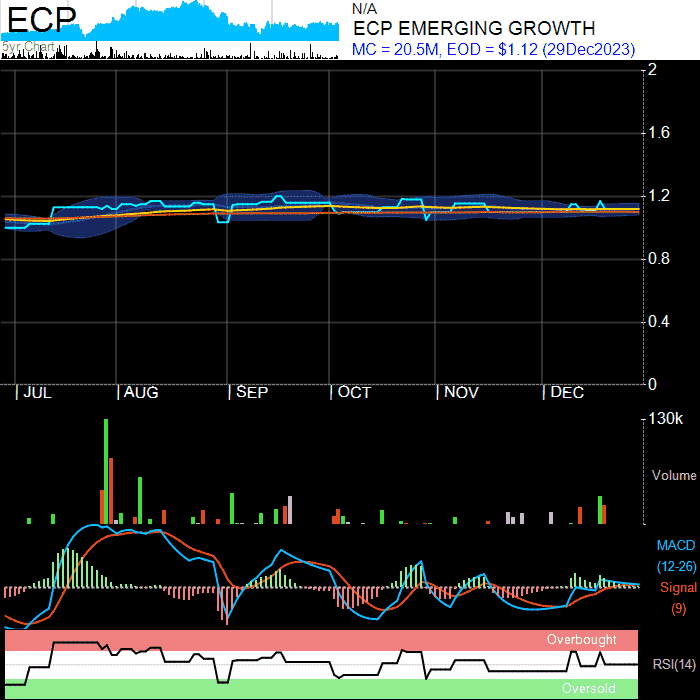 ECP
5yr Chart
N/A
ECP EMERGING GROWTH
MC = 20.5M, EOD = $1.12 (29Dec2023)
2
1.6
1.2
0.8
0.4
0
JUL AUG SEP OCT NOV DEC
130k
Volume
MACD
(12-26)
Signal
(9)
Overbought
RSI(14)
Oversold